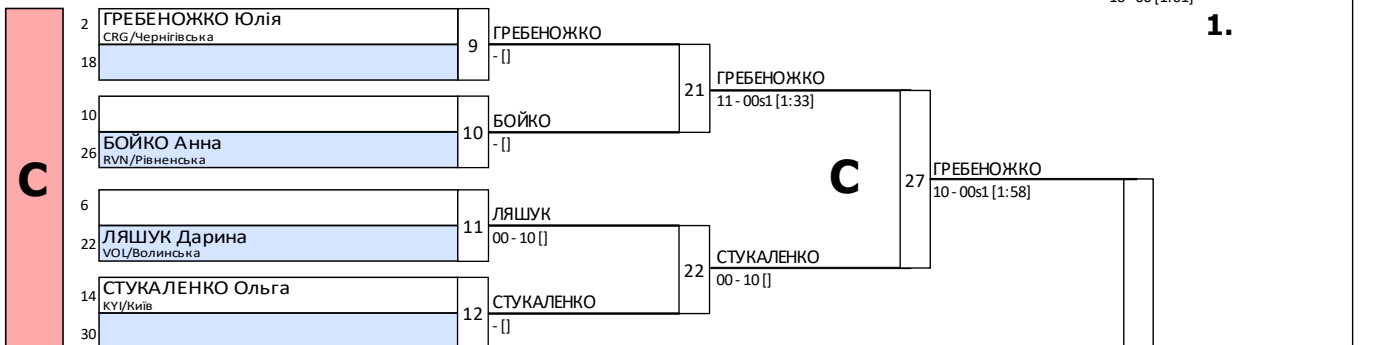 1.
C
2 ГРЕБЕНОЖКО Юлія
CRG/Чернігівська
18
9
ГРЕБЕНОЖКО
- []
10
26 БОЙКО Анна
RVN/Рівненська
10
БОЙКО
- []
21
ГРЕБЕНОЖКО
11 - 00s1 [1:33]
6
22 ЛЯШУК Дарина
VOL/Волинська
11
ЛЯШУК
00 - 10 []
14 СТУКАЛЕНКО Ольга
KYI/Київ
30
12
СТУКАЛЕНКО
- []
22
СТУКАЛЕНКО
00 - 10 []
C
27
ГРЕБЕНОЖКО
10 - 00s1 [1:58]